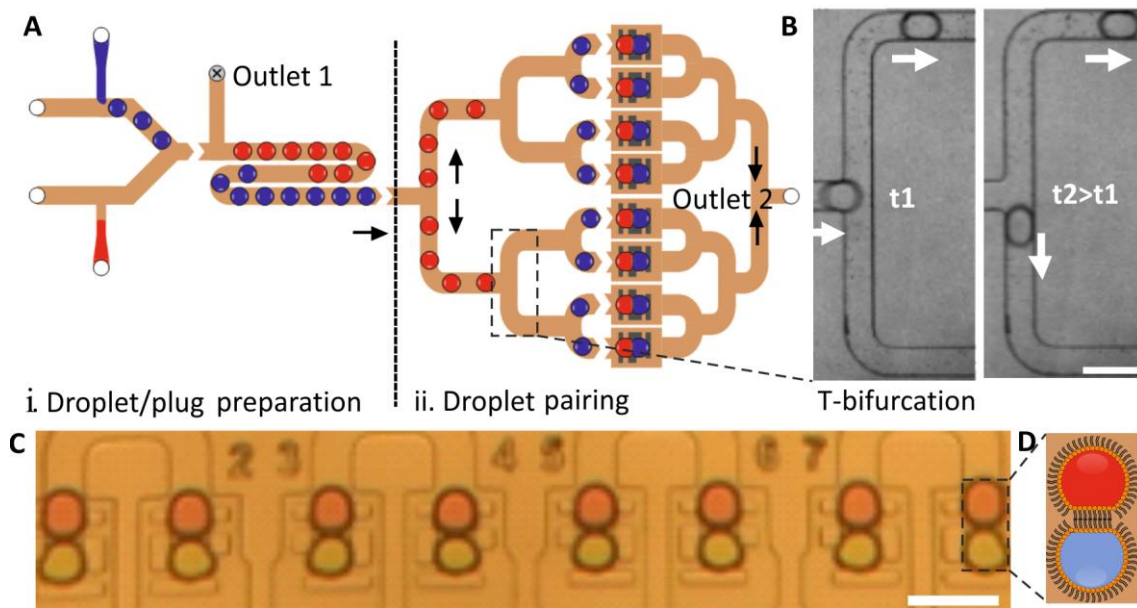 A
Outlet 1
Outlet 2
i. Droplet/plug preparation
ii. Droplet pairing
B
t1
t2>t1
T-bifurcation
C
2 3 4 5 6 7
D